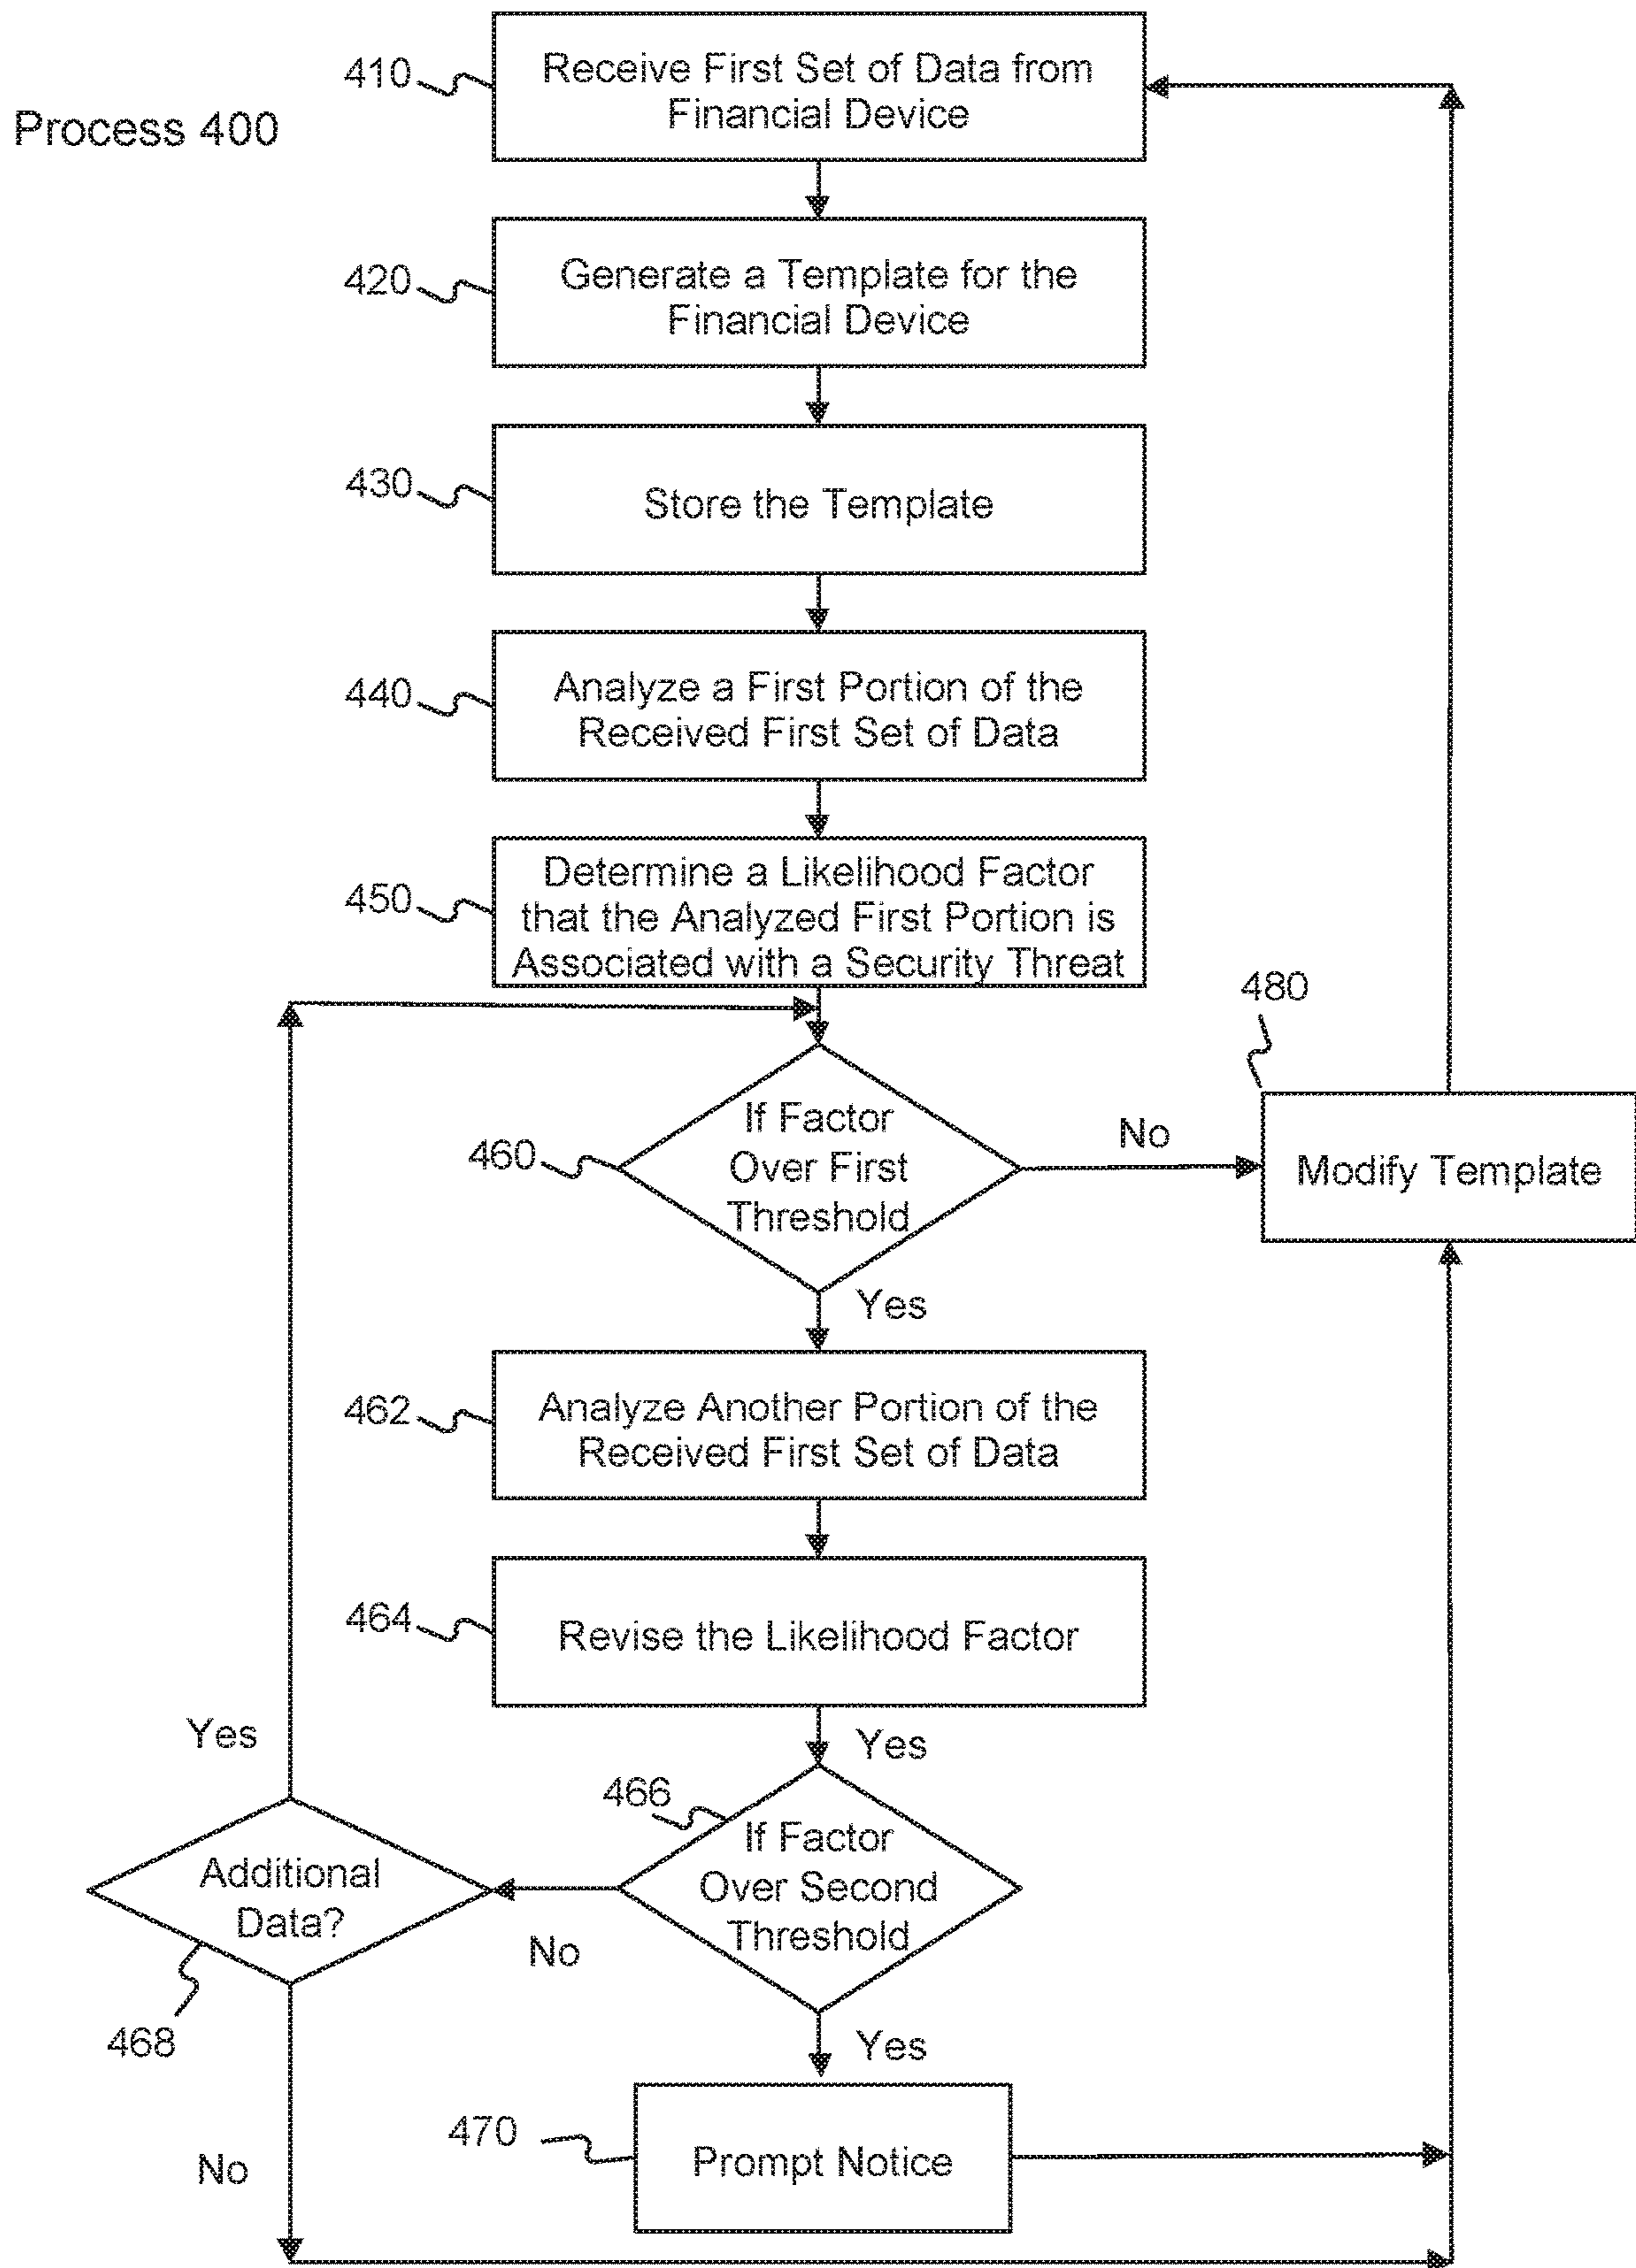 Process 400
410
Receive First Set of Data from
Financial Device
420
Generate a Template for the
Financial Device
430
Store the Template
440
Analyze a First Portion of the
Received First Set of Data
450
Determine a Likelihood Factor
that the Analyzed First Portion is
Associated with a Security Threat
460
If Factor
Over First
Threshold
No
480
Modify Template
Yes
462
Analyze Another Portion of the
Received First Set of Data
464
Revise the Likelihood Factor
Yes
466
If Factor
Over Second
Threshold
No
Additional
Data?
468
Yes
No
Yes
470
Prompt Notice